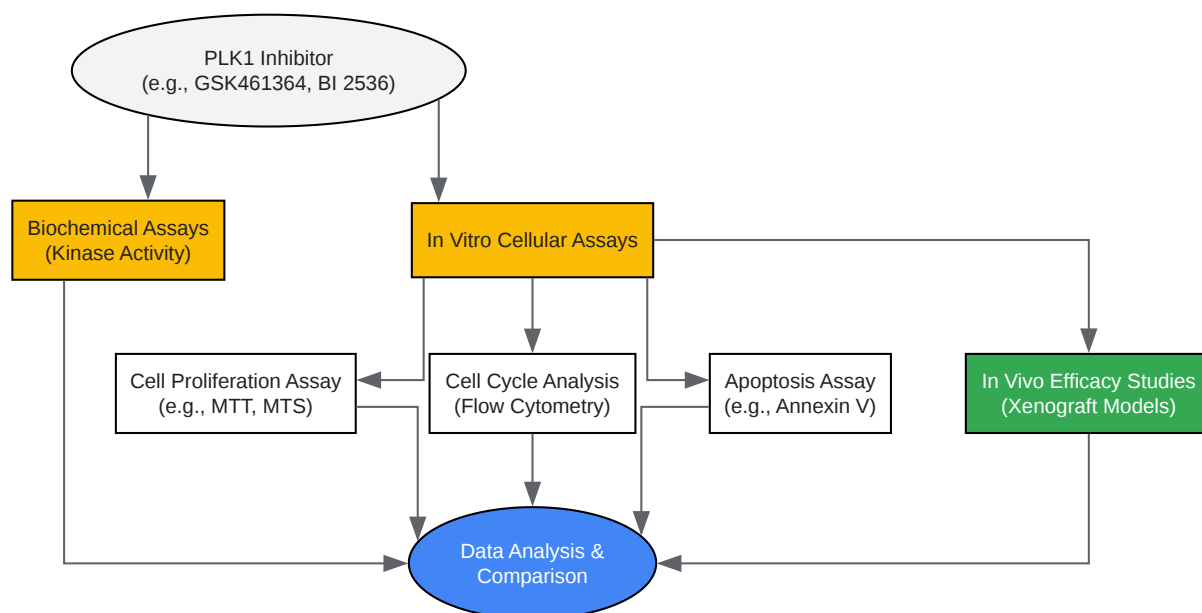 PLK1 Inhibitor
(e.g., GSK461364, BI 2536)
Biochemical Assays
(Kinase Activity)
In Vitro Cellular Assays
Cell Proliferation Assay
(e.g., MTT, MTS)
Cell Cycle Analysis
(Flow Cytometry)
Apoptosis Assay
(e.g., Annexin V)
In Vivo Efficacy Studies
(Xenograft Models)
Data Analysis &
Comparison